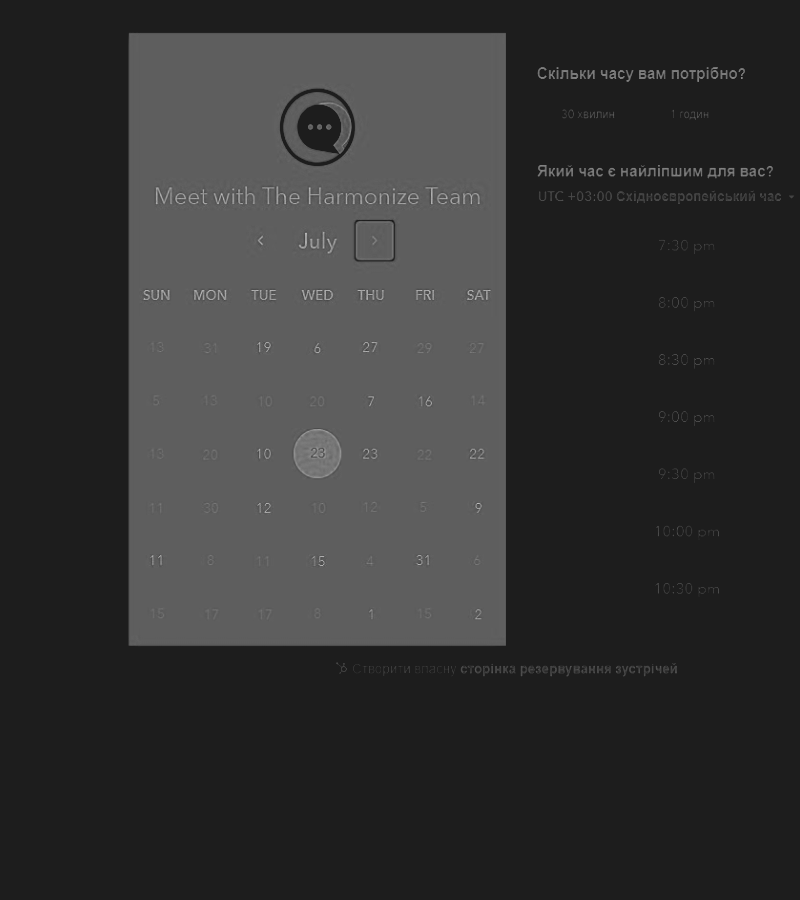 Meet with The Harmonize Team
July
SUN MON TUE WED THU FRI SAT
13 31 19 6 27 29 27
5 13 10 20 7 16 14
13 20 10 23 23 22 22
11 30 12 10 12 5 9
11 8 11 15 4 31 6
15 17 17 8 1 15 2
Скільки часу вам потрібно?
30 хвилин 1 годин
Який час є найліпшим для вас?
UTC +03:00 Східноєвропейський час
7:30 pm
8:00 pm
8:30 pm
9:00 pm
9:30 pm
10:00 pm
10:30 pm
Створити власну сторінка резервування зустрічей